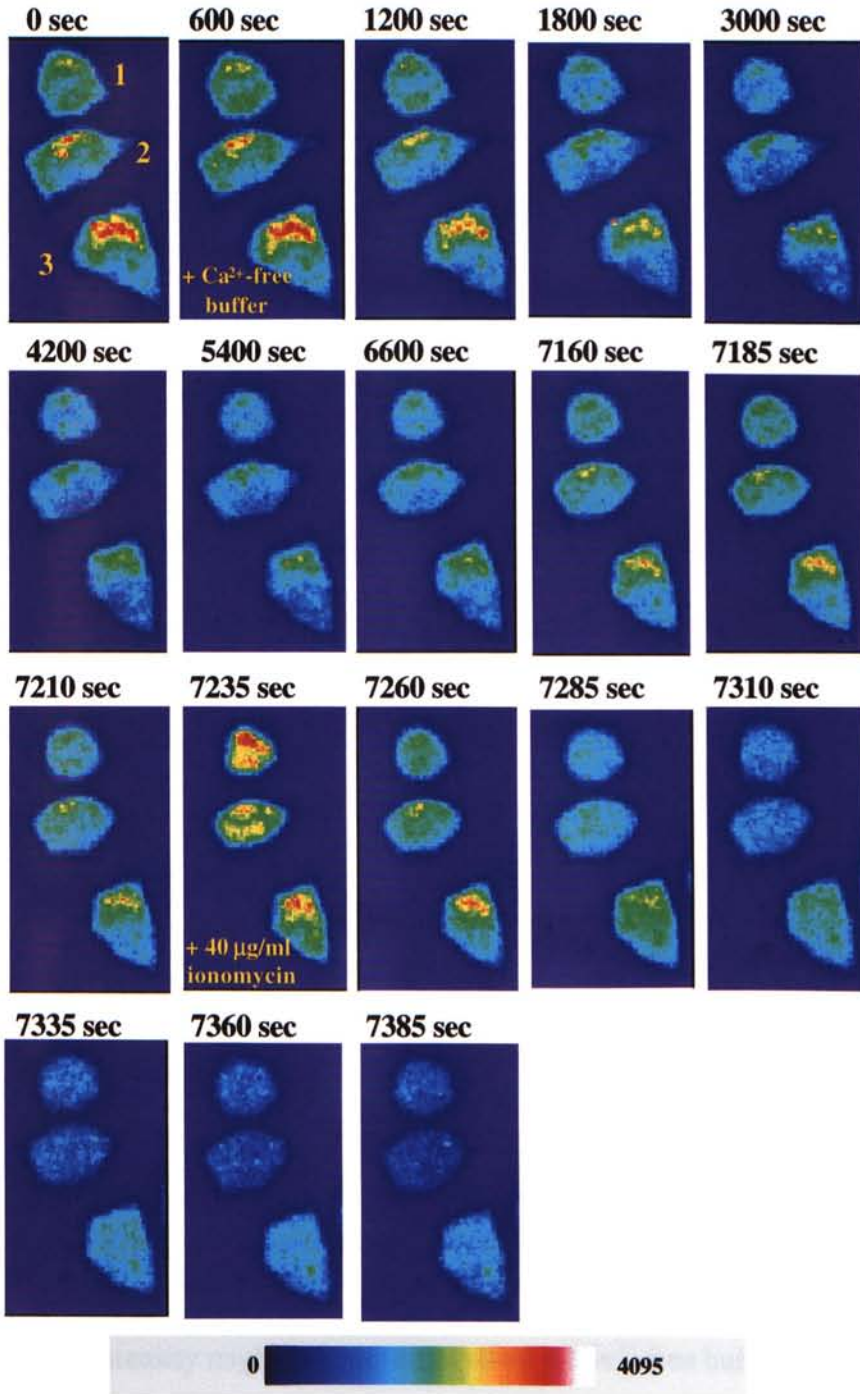 0 sec 600 sec 1200 sec 1800 sec 3000 sec
1
2
3
+ Ca²⁺-free
buffer
4200 sec 5400 sec 6600 sec 7160 sec 7185 sec
7210 sec 7235 sec 7260 sec 7285 sec 7310 sec
+ 40 µg/ml
ionomycin
7335 sec 7360 sec 7385 sec
0 4095